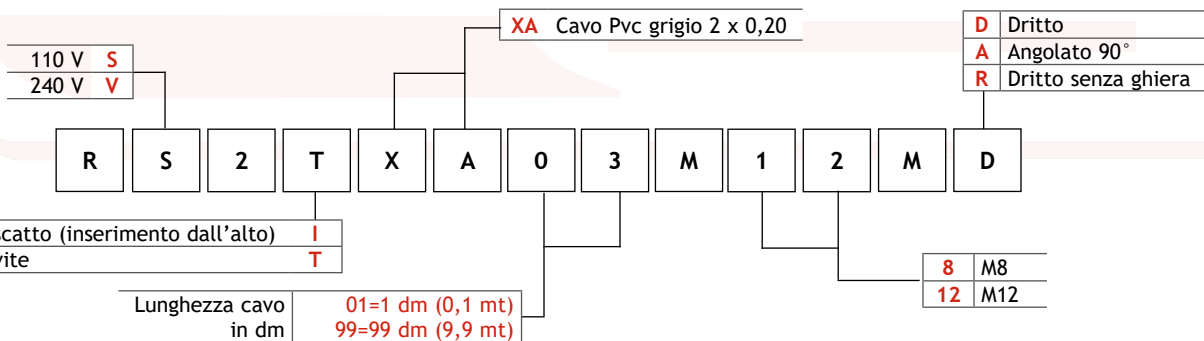 XA Cavo Pvc grigio 2 x 0,20
D Dritto
A Angolato 90°
R Dritto senza ghiera
110 V S
240 V V
R S 2 T X A 0 3 M 1 2 M D
scatto (inserimento dall'alto) I
vite T
8 M8
12 M12
Lunghezza cavo 01=1 dm (0,1 mt)
in dm 99=99 dm (9,9 mt)